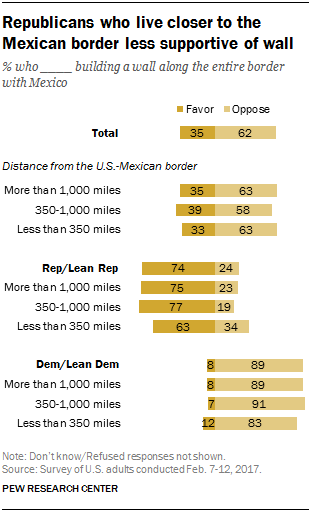 Republicans who live closer to the
Mexican border less supportive of wall
% who _____ building a wall along the entire border
with Mexico
Favor Oppose
Total 35 62
Distance from the U.S.-Mexican border
More than 1,000 miles 35 63
350-1,000 miles 39 58
Less than 350 miles 33 63
Rep/Lean Rep 74 24
More than 1,000 miles 75 23
350-1,000 miles 77 19
Less than 350 miles 63 34
Dem/Lean Dem 8 89
More than 1,000 miles 8 89
350-1,000 miles 7 91
Less than 350 miles 12 83
Note: Don't know/Refused responses not shown.
Source: Survey of U.S. adults conducted Feb. 7-12, 2017.
PEW RESEARCH CENTER